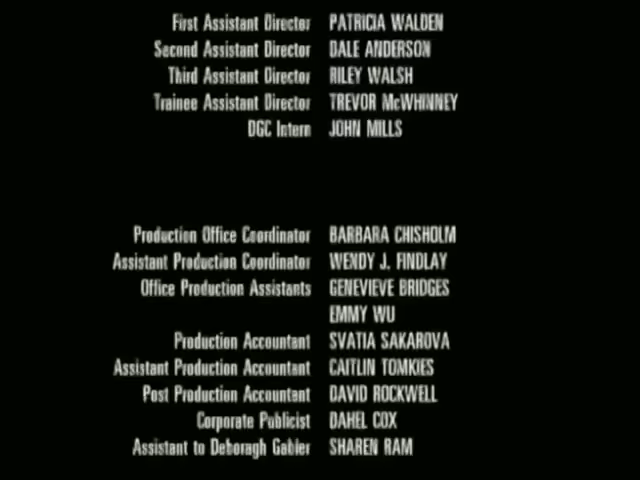 First Assistant Director PATRICIA WALDEN
Second Assistant Director DALE ANDERSON
Third Assistant Director RILEY WALSH
Trainee Assistant Director TREVOR McWHINNEY
DGC Intern JOHN MILLS
Production Office Coordinator BARBARA CHISHOLM
Assistant Production Coordinator WENDY J. FINDLAY
Office Production Assistants GENEVIEVE BRIDGES
EMMY WU
Production Accountant SVATIA SAKAROVA
Assistant Production Accountant CAITLIN TOMKIES
Post Production Accountant DAVID ROCKWELL
Corporate Publicist DAHEL COX
Assistant to Deboragh Gabler SHAREN RAM